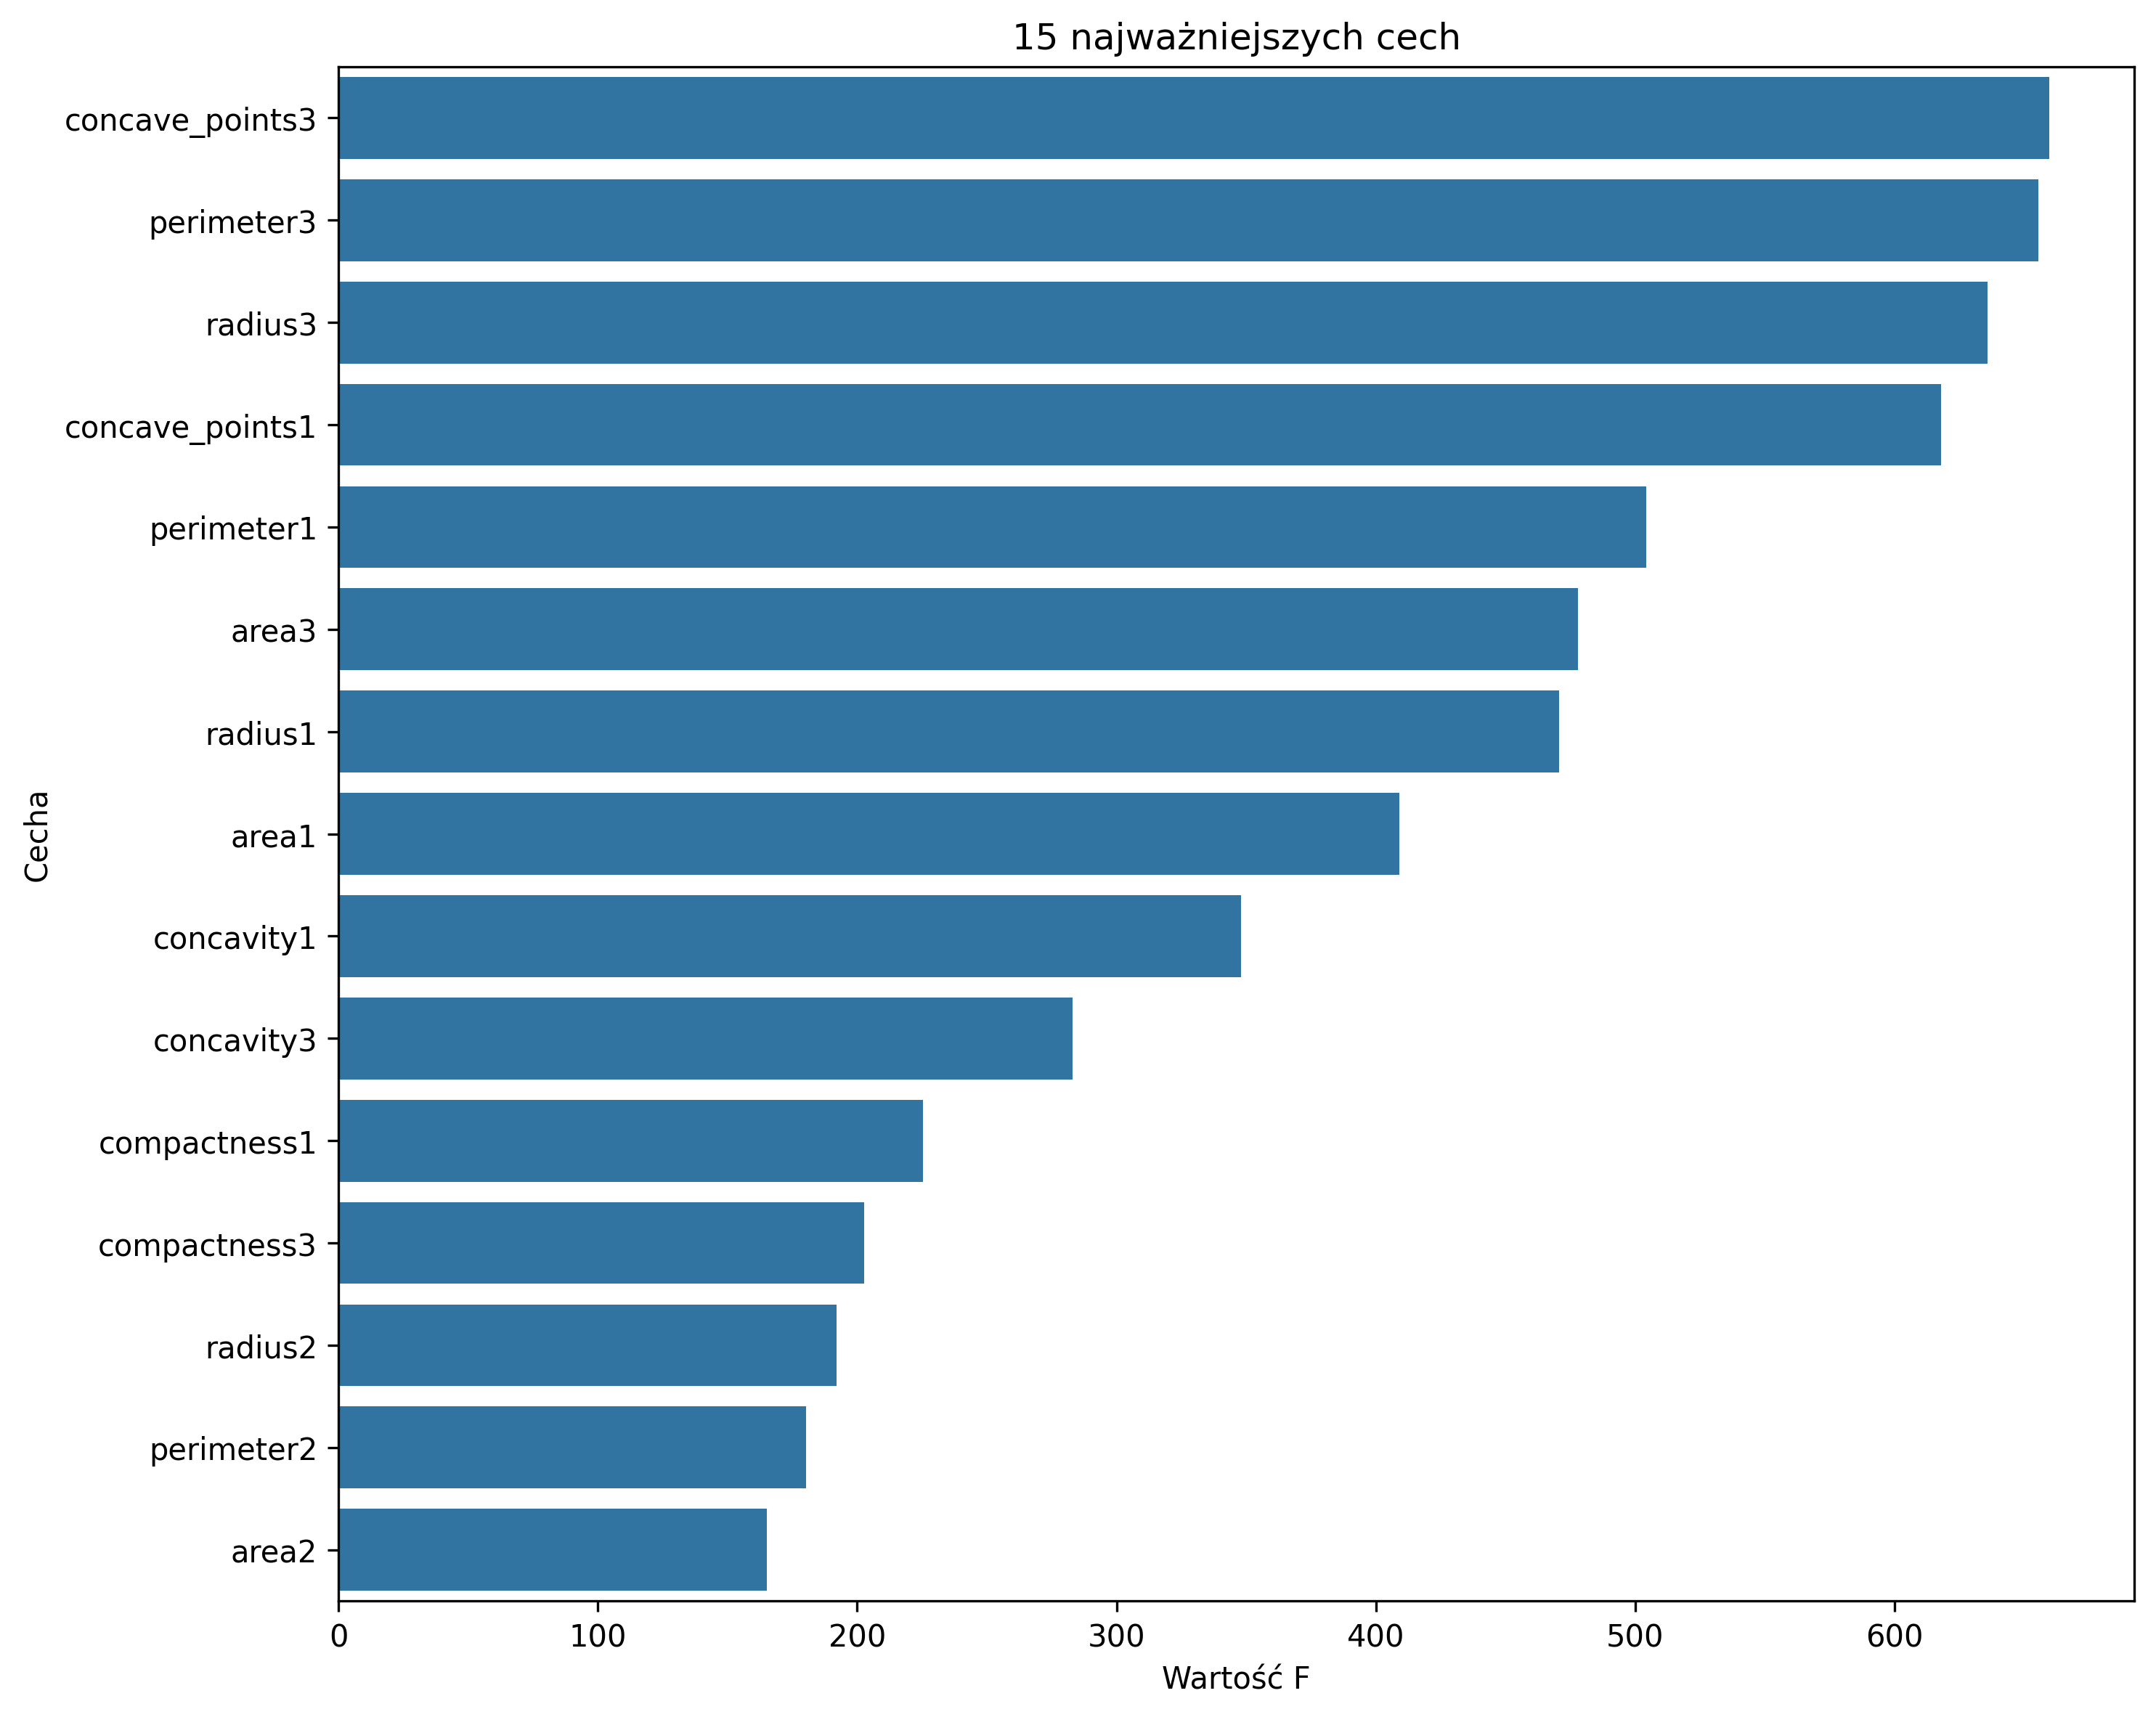 15 najważniejszych cech
concave_points3
perimeter3
radius3
concave_points1
perimeter1
area3
radius1
area1
concavity1
concavity3
compactness1
compactness3
radius2
perimeter2
area2
Cecha
0 100 200 300 400 500 600
Wartość F